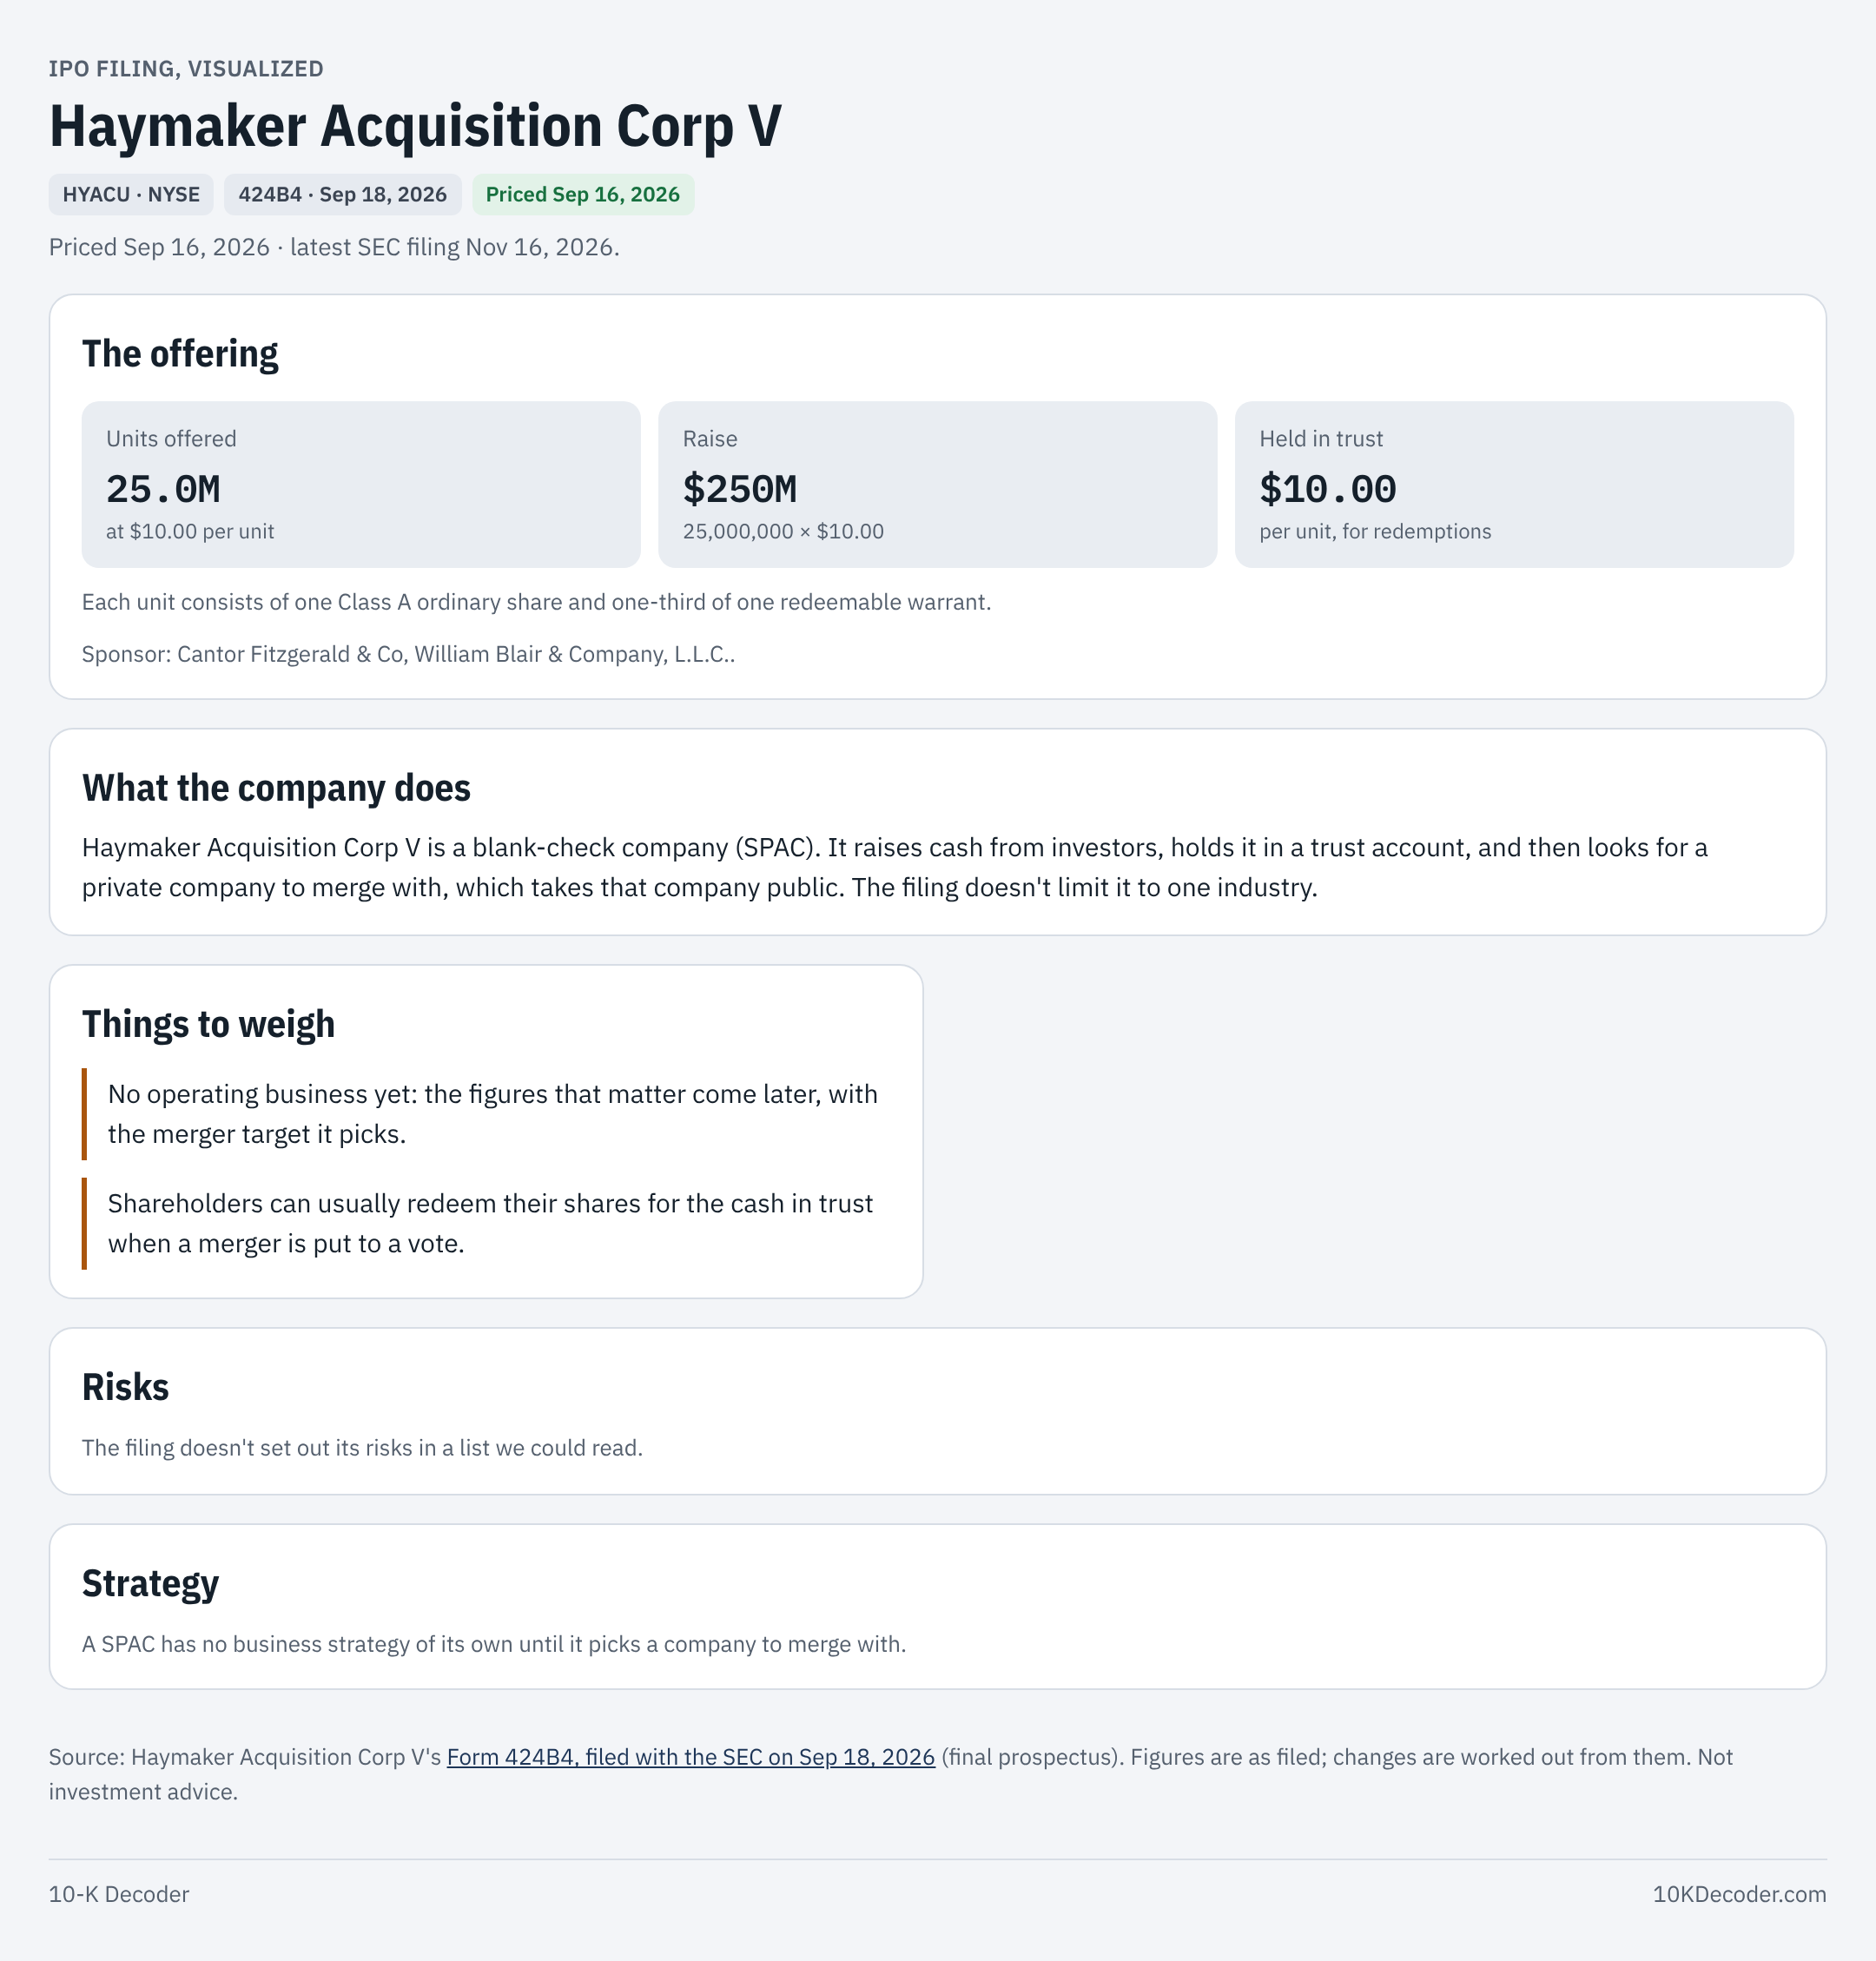 IPO FILING, VISUALIZED
Haymaker Acquisition Corp V
HYACU · NYSE
424B4 · Sep 18, 2026
Priced Sep 16, 2026
Priced Sep 16, 2026 · latest SEC filing Nov 16, 2026.
The offering
Units offered
25.0M
at $10.00 per unit
Raise
$250M
25,000,000 × $10.00
Held in trust
$10.00
per unit, for redemptions
Each unit consists of one Class A ordinary share and one-third of one redeemable warrant.
Sponsor: Cantor Fitzgerald & Co, William Blair & Company, L.L.C..
What the company does
Haymaker Acquisition Corp V is a blank-check company (SPAC). It raises cash from investors, holds it in a trust account, and then looks for a
private company to merge with, which takes that company public. The filing doesn't limit it to one industry.
Things to weigh
No operating business yet: the figures that matter come later, with
the merger target it picks.
Shareholders can usually redeem their shares for the cash in trust
when a merger is put to a vote.
Risks
The filing doesn't set out its risks in a list we could read.
Strategy
A SPAC has no business strategy of its own until it picks a company to merge with.
Source: Haymaker Acquisition Corp V's Form 424B4, filed with the SEC on Sep 18, 2026 (final prospectus). Figures are as filed; changes are worked out from them. Not
investment advice.
10-K Decoder
10KDecoder.com